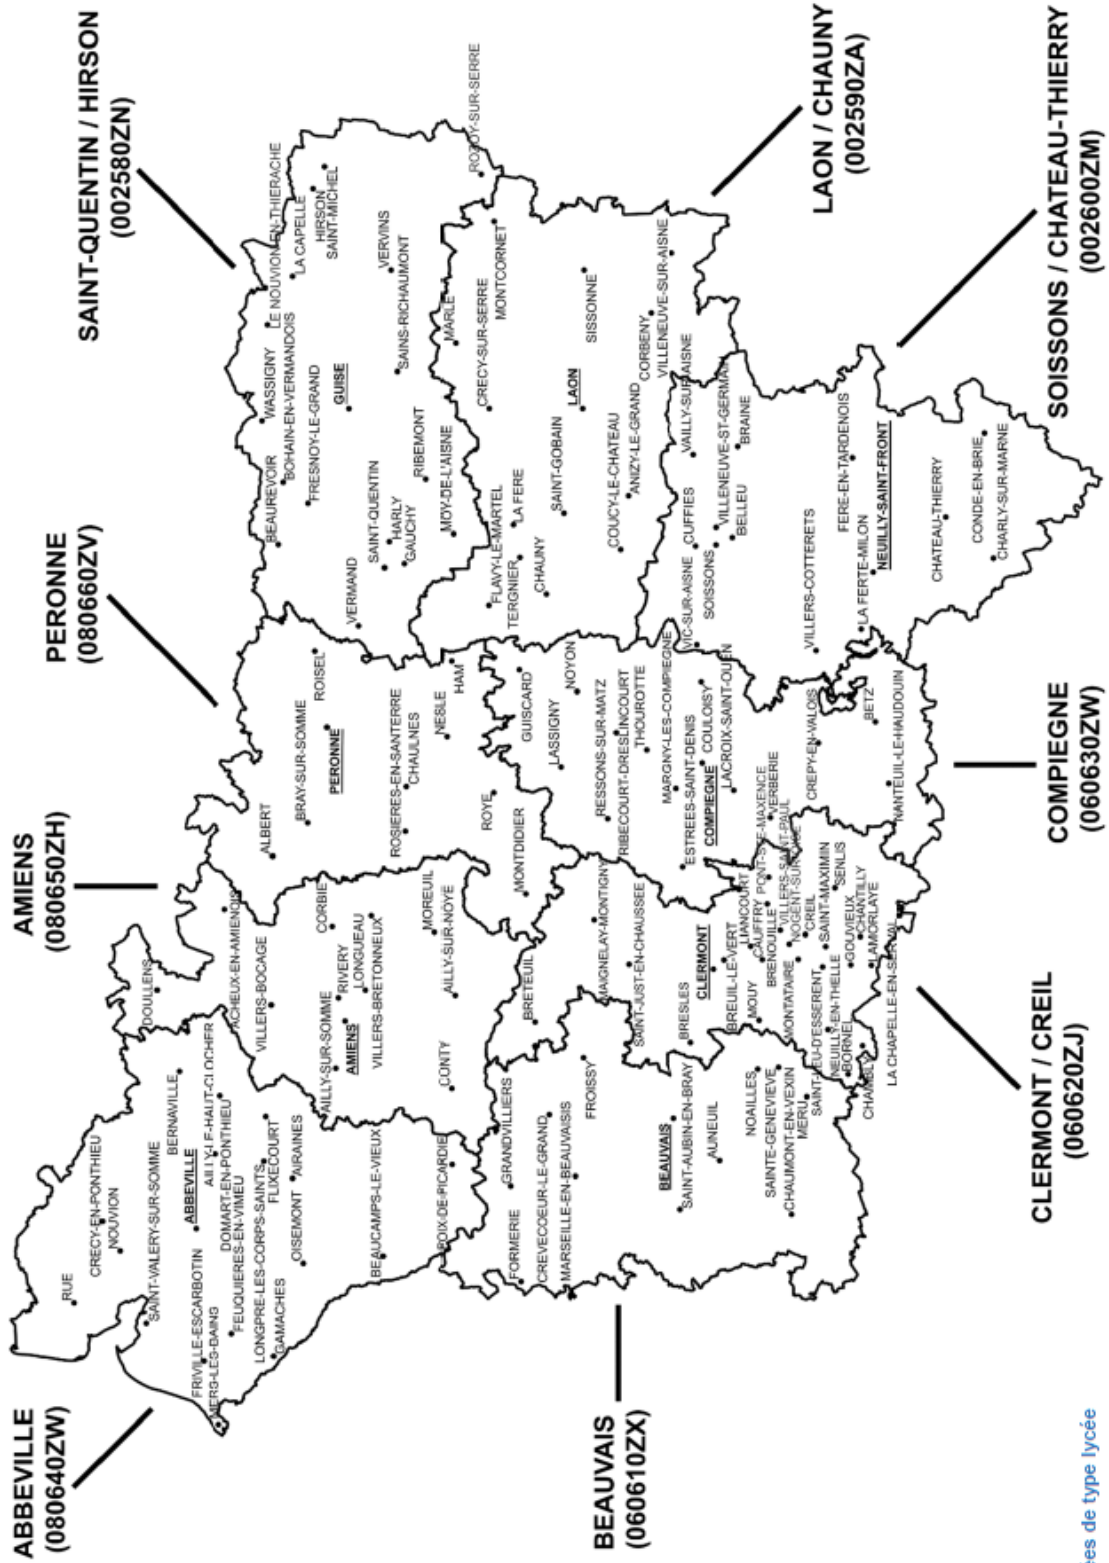 ABBEVILLE
(080640ZW)
AMIENS
(080650ZH)
PERONNE
(080660ZV)
SAINT-QUENTIN / HIRSON
(002580ZN)
RUE
CRECY-EN-PONTHIEU
NOUVION
SAINT-VALERY-SUR-SOMME
BERNAVILLE
ABBEVILLE
AILLY-LE-HAUT-CLOCHER
FRIVILLE-ESCARBOTIN
MERS-LES-BAINS
DOMART-EN-PONTHIEU
FEUQUIERES-EN-VIMEU
LONGPRE-LES-CORPS-SAINTS
FLIXECOURT
GAMACHES
OISEMONT
AIRAINES
BEAUCAMPS-LE-VIEUX
POIX-DE-PICARDIE
DOULLENS
ACHEUX-EN-AMIENOIS
VILLERS-BOCAGE
CORBIE
AILLY-SUR-SOMME
RIVERY
AMIENS
LONGUEAU
VILLERS-BRETONNEUX
MOREUIL
AILLY-SUR-NOYE
CONTY
ALBERT
BRAY-SUR-SOMME
ROISEL
PERONNE
ROSIERES-EN-SANTERRE
CHAULNES
NESLE
HAM
ROYE
MONTDIDIER
LE NOUVION-EN-THIERACHE
WASSIGNY
LA CAPELLE
BEAUREVOIR
BOHAIN-EN-VERMANDOIS
HIRSON
SAINT-MICHEL
FRESNOY-LE-GRAND
GUISE
VERMAND
SAINT-QUENTIN
HARLY
GAUCHY
VERVINS
SAINS-RICHAUMONT
RIBEMONT
MOY-DE-L'AISNE
ROZOY-SUR-SERRE
MARLE
CRECY-SUR-SERRE
MONTCORNET
FLAVY-LE-MARTEL
LA FERE
TERGNIER
CHAUNY
SAINT-GOBAIN
LAON
SISSONNE
COUCY-LE-CHATEAU
ANIZY-LE-GRAND
CORBENY
VILLENEUVE-SUR-AISNE
GRANDVILLIERS
FORMERIE
CREVECOEUR-LE-GRAND
MARSEILLE-EN-BEAUVAISIS
FROISSY
BEAUVAIS
SAINT-AUBIN-EN-BRAY
AUNEUIL
NOAILLES
SAINTE-GENEVIEVE
CHAUMONT-EN-VEXIN
MERU
BRETEUIL
MAIGNELAY-MONTIGNY
SAINT-JUST-EN-CHAUSSEE
BRESLES
CLERMONT
BREUIL-LE-VERT
LIANCOURT
CAUFFRY
MOUY
BRENOUILLE
PONT-STE-MAXENCE
VILLERS-SAINT-PAUL
NOGENT-SUR-OISE
MONTATAIRE
CREIL
SAINT-MAXIMIN
SAINT-LEU-D'ESSERENT
SENLIS
NEUILLY-EN-THELLE
GOUVIEUX
CHANTILLY
BORNEL
LAMORLAYE
CHAMBLY
LA CHAPELLE-EN-SERVAL
GUISCARD
NOYON
LASSIGNY
RESSONS-SUR-MATZ
RIBECOURT-DRESLINCOURT
THOUROTTE
MARGNY-LES-COMPIEGNE
ESTREES-SAINT-DENIS
COULOISY
COMPIEGNE
LACROIX-SAINT-OUEN
VERBERIE
CREPY-EN-VALOIS
BETZ
NANTEUIL-LE-HAUDOUIN
VAILLY-SUR-AISNE
VIC-SUR-AISNE
CUFFIES
SOISSONS
VILLENEUVE-ST-GERMAIN
BELLEU
BRAINE
VILLERS-COTTERETS
FERE-EN-TARDENOIS
LA FERTE-MILON
NEUILLY-SAINT-FRONT
CHATEAU-THIERRY
CONDE-EN-BRIE
CHARLY-SUR-MARNE
LAON / CHAUNY
(002590ZA)
SOISSONS / CHATEAU-THIERRY
(002600ZM)
BEAUVAIS
(060610ZX)
CLERMONT / CREIL
(060620ZJ)
COMPIEGNE
(060630ZW)
de type lycée